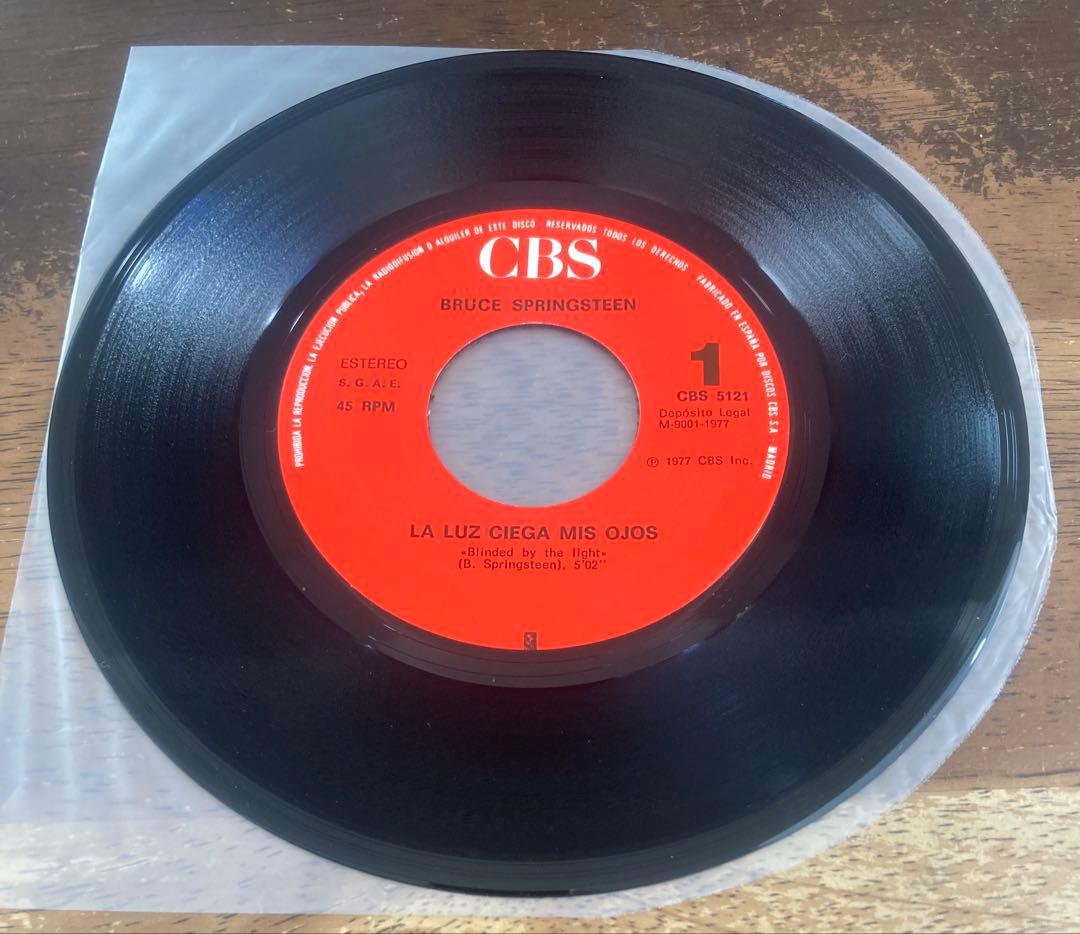 PROHIBIDA LA REPRODUCCION, LA EJECUCION PUBLICA, LA RADIODIFUSION O ALQUILER DE ESTE DISCO · RESERVADOS TODOS LOS DERECHOS · FABRICADO EN ESPAÑA POR DISCOS CBS S.A. · MADRID
CBS
BRUCE SPRINGSTEEN
ESTEREO
S. G. A. E.
45 RPM
1
CBS 5121
Depósito Legal
M-9001-1977
℗ 1977 CBS Inc.
LA LUZ CIEGA MIS OJOS
«Blinded by the light»
(B. Springsteen), 5'02''